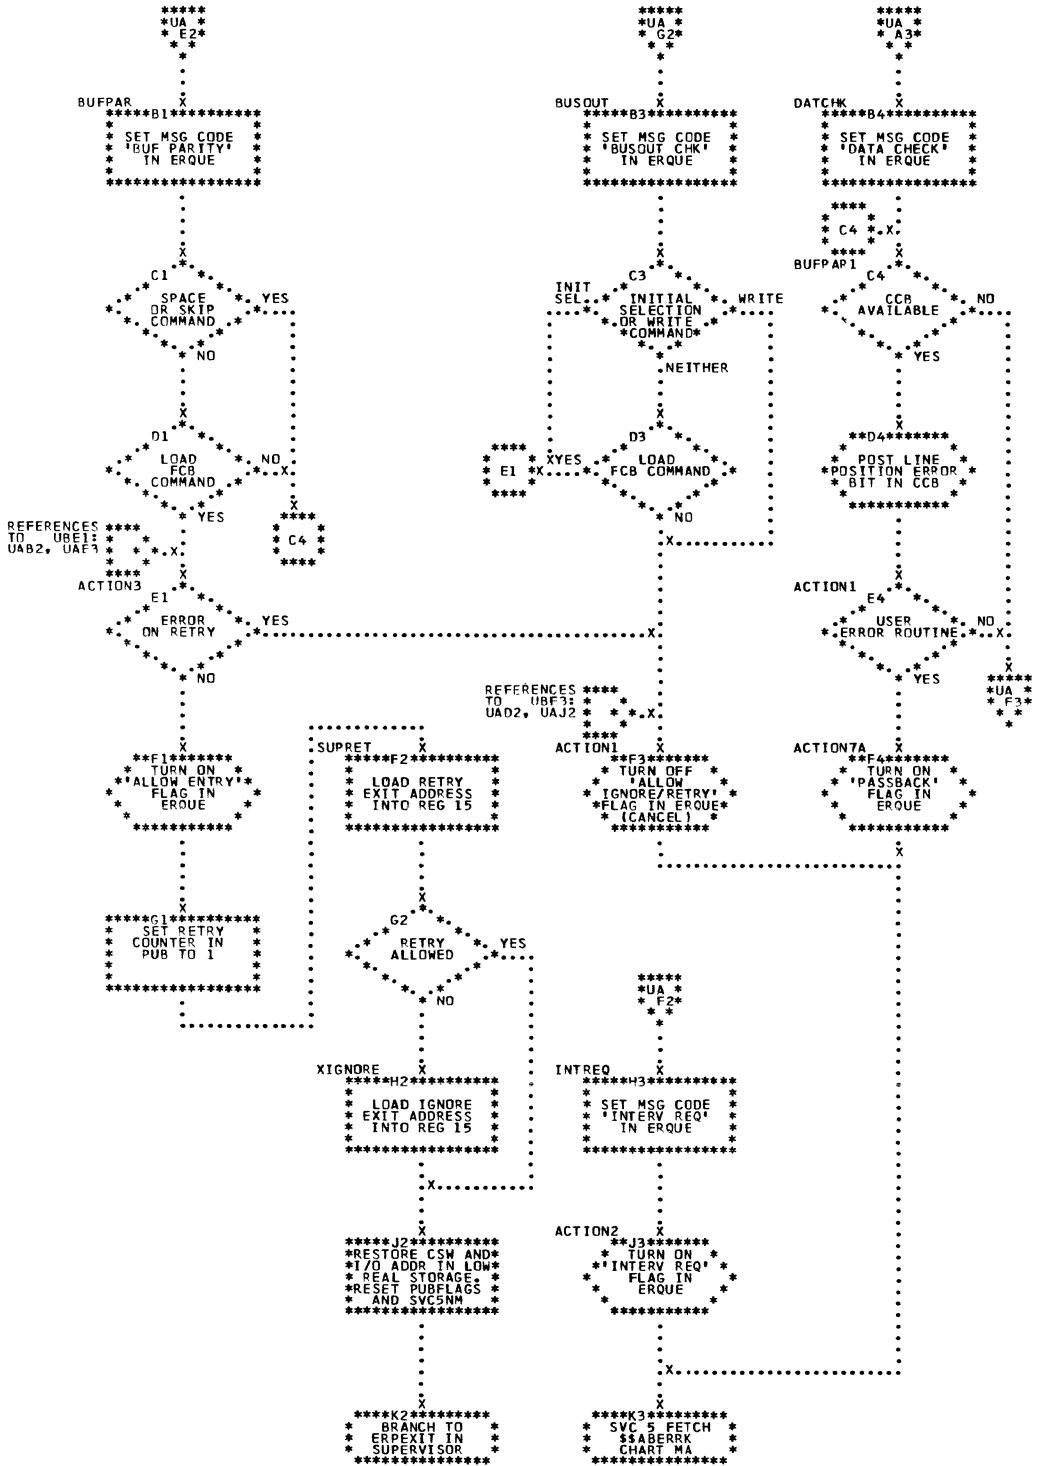 UA
E2
UA
G2
UA
A3
BUFPAR
B1
SET MSG CODE
'BUF PARITY'
IN ERQUE
BUSOUT
B3
SET MSG CODE
'BUSOUT CHK'
IN ERQUE
DATCHK
B4
SET MSG CODE
'DATA CHECK'
IN ERQUE
C4
BUFPAR1
C1
SPACE
OR SKIP
COMMAND
YES
NO
INIT
SEL
C3
INITIAL
SELECTION
OR WRITE
COMMAND
WRITE
NEITHER
C4
CCB
AVAILABLE
NO
YES
D1
LOAD
FCB
COMMAND
NO
YES
C4
E1
YES
D3
LOAD
FCB COMMAND
NO
D4
POST LINE
POSITION ERROR
BIT IN CCB
REFERENCES
TO UBE1:
UAB2, UAE3
ACTION3
E1
ERROR
ON RETRY
YES
NO
ACTION1
E4
USER
ERROR ROUTINE
NO
YES
UA
F3
REFERENCES
TO UBF3:
UAD2, UAJ2
F1
TURN ON
'ALLOW ENTRY'
FLAG IN
ERQUE
SUPRET
F2
LOAD RETRY
EXIT ADDRESS
INTO REG 15
ACTION1
F3
TURN OFF
'ALLOW
IGNORE/RETRY'
FLAG IN ERQUE
(CANCEL)
ACTION7A
F4
TURN ON
'PASSBACK'
FLAG IN
ERQUE
G1
SET RETRY
COUNTER IN
PUB TO 1
G2
RETRY
ALLOWED
YES
NO
UA
F2
XIGNORE
H2
LOAD IGNORE
EXIT ADDRESS
INTO REG 15
INTREQ
H3
SET MSG CODE
'INTERV REQ'
IN ERQUE
J2
RESTORE CSW AND
I/O ADDR IN LOW
REAL STORAGE.
RESET PUBFLAGS
AND SVC5NM
ACTION2
J3
TURN ON
'INTERV REQ'
FLAG IN
ERQUE
K2
BRANCH TO
ERPEXIT IN
SUPERVISOR
K3
SVC 5 FETCH
$$ABERRK
CHART MA